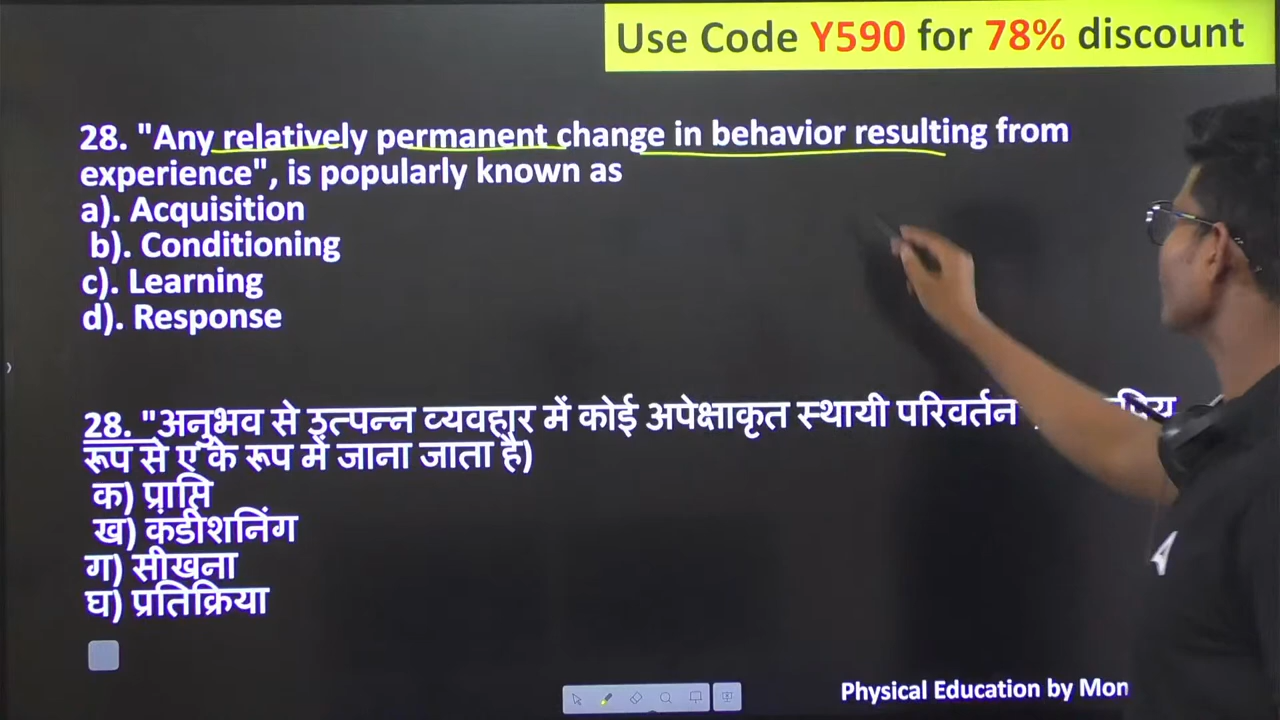 Use Code Y590 for 78% discount
28. "Any relatively permanent change in behavior resulting from
experience", is popularly known as
a). Acquisition
b). Conditioning
c). Learning
d). Response
28. "अनुभव से उत्पन्न व्यवहार में कोई अपेक्षाकृत स्थायी परिवर्तन
रूप से ए के रूप में जाना जाता है)
क) प्राप्ति
ख) कंडीशनिंग
ग) सीखना
घ) प्रतिक्रिया
Physical Education by Mon